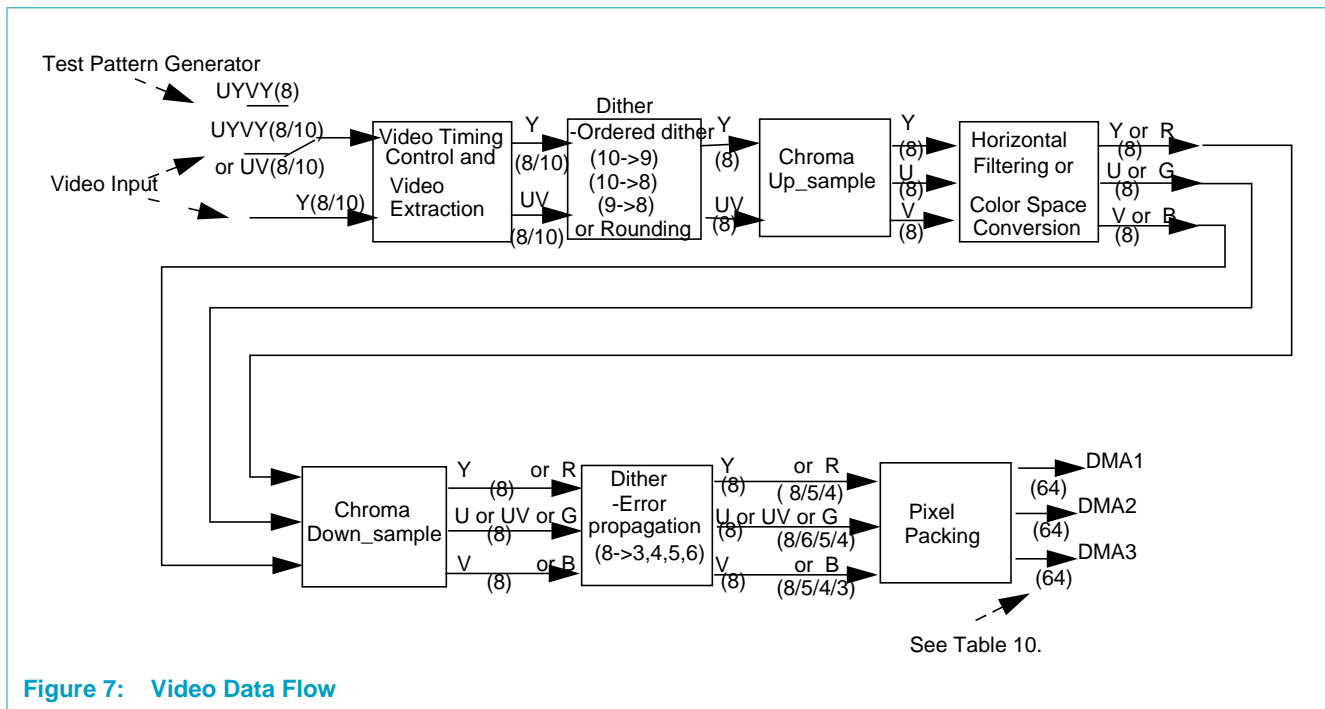 Test Pattern Generator
UYVY(8)
UYVY(8/10)
or UV(8/10)
Video Input
Y(8/10)
Video Timing
Control and
Video
Extraction
Y
(8/10)
UV
(8/10)
Dither
-Ordered dither
(10->9)
(10->8)
(9->8)
or Rounding
Y
(8)
UV
(8)
Chroma
Up_sample
Y
(8)
U
(8)
V
(8)
Horizontal
Filtering or
Color Space
Conversion
Y or R
(8)
U or G
(8)
V or B
(8)
Chroma
Down_sample
Y or R
(8)
U or UV or G
(8)
V or B
(8)
Dither
-Error
propagation
(8->3,4,5,6)
Y or R
(8) ( 8/5/4)
U or UV or G
(8) (8/6/5/4)
V or B
(8) (8/5/4/3)
Pixel
Packing
DMA1
(64)
DMA2
(64)
DMA3
(64)
See Table 10.
Figure 7: Video Data Flow